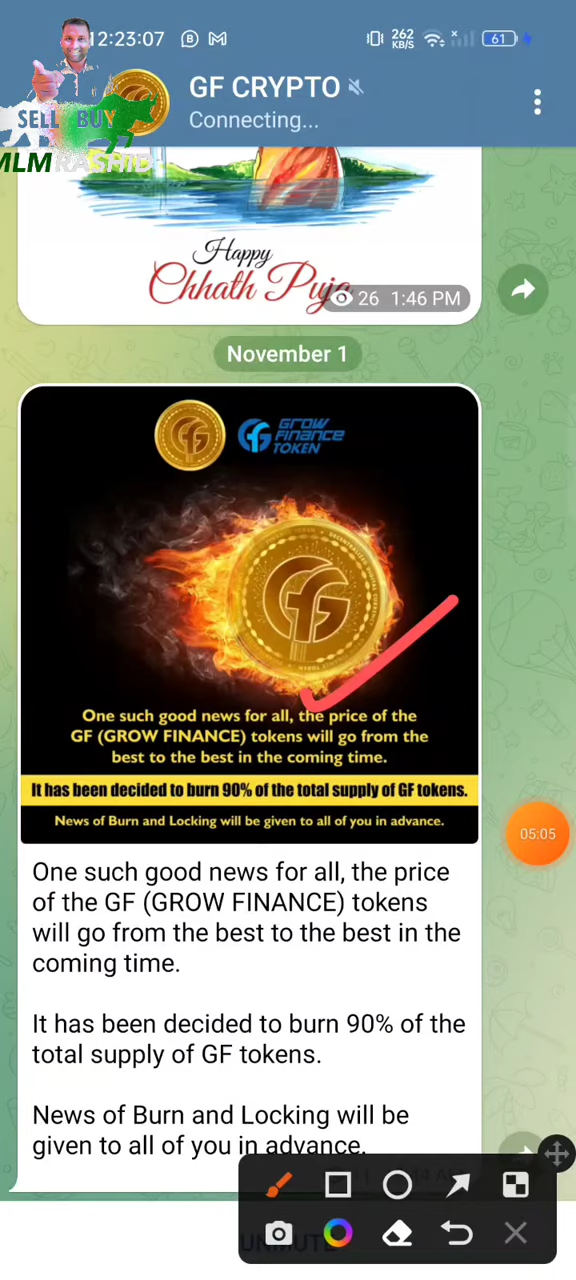 12:23:07
262
KB/S
61
GF CRYPTO
Connecting...
SELL BUY
MLM RASHID
Happy
Chhath Puja
26 1:46 PM
November 1
GROW
FINANCE
TOKEN
One such good news for all, the price of the
GF (GROW FINANCE) tokens will go from the
best to the best in the coming time.
It has been decided to burn 90% of the total supply of GF tokens.
News of Burn and Locking will be given to all of you in advance.
05:05
One such good news for all, the price
of the GF (GROW FINANCE) tokens
will go from the best to the best in the
coming time.
It has been decided to burn 90% of the
total supply of GF tokens.
News of Burn and Locking will be
given to all of you in advance.
UNMUTE